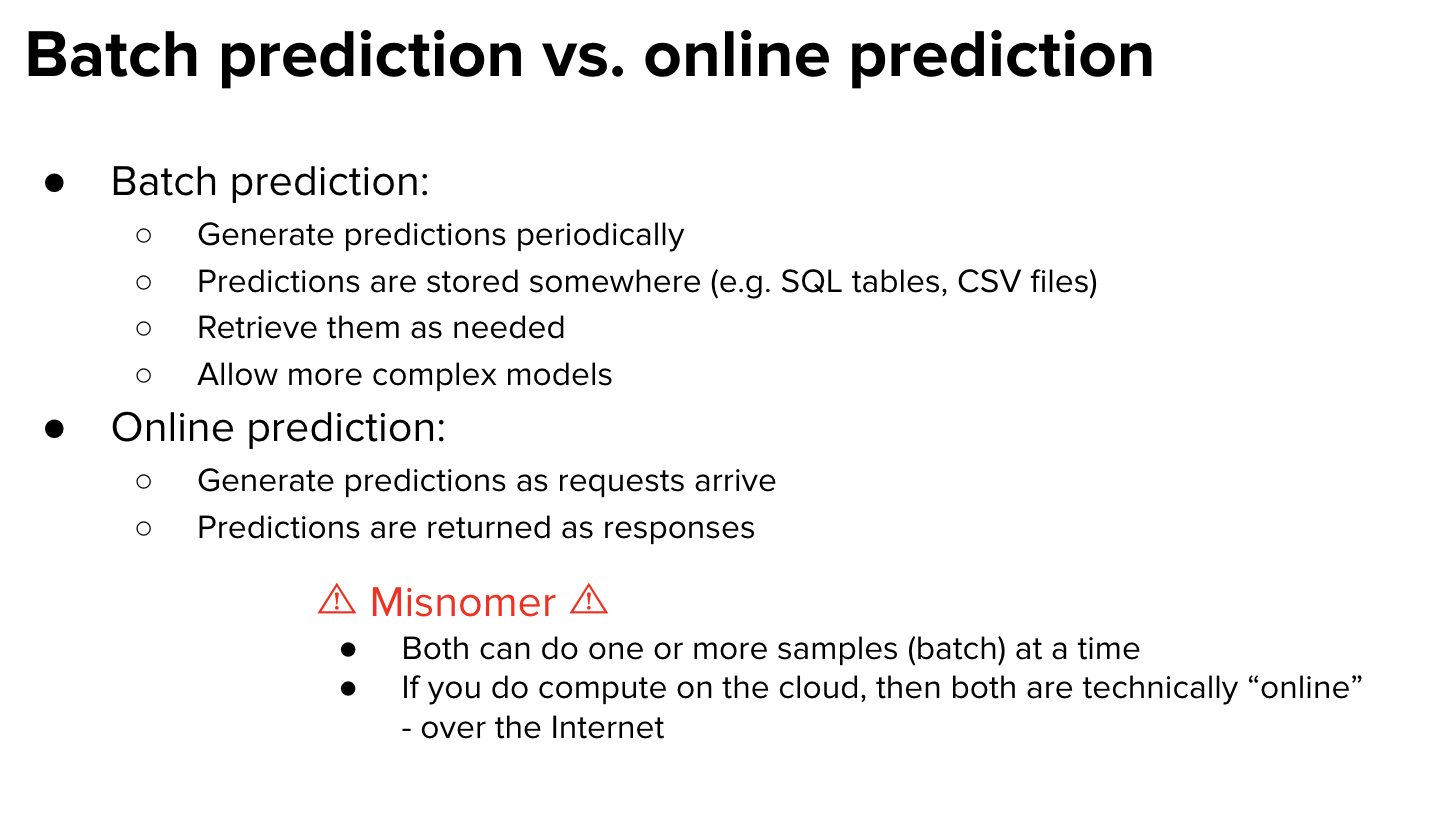 Batch prediction vs. online prediction
● Batch prediction:
○ Generate predictions periodically
○ Predictions are stored somewhere (e.g. SQL tables, CSV files)
○ Retrieve them as needed
○ Allow more complex models
● Online prediction:
○ Generate predictions as requests arrive
○ Predictions are returned as responses
⚠ Misnomer ⚠
● Both can do one or more samples (batch) at a time
● If you do compute on the cloud, then both are technically “online”
- over the Internet